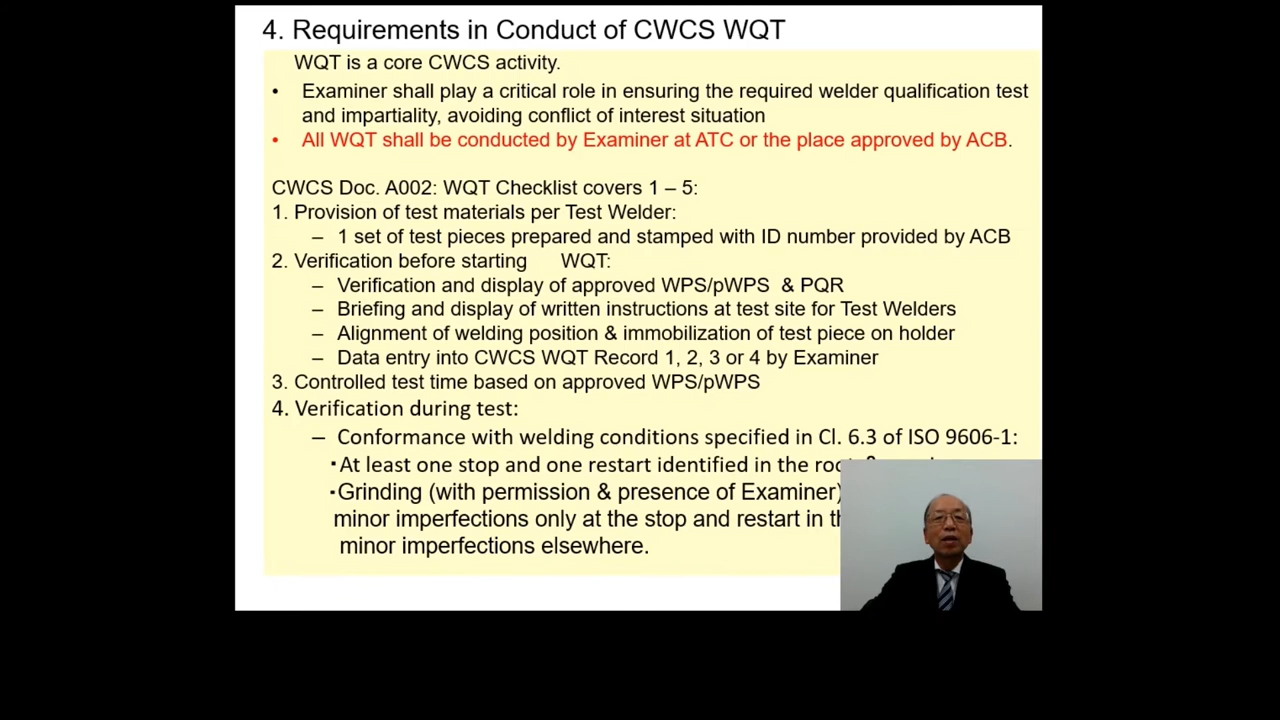 4. Requirements in Conduct of CWCS WQT
WQT is a core CWCS activity.
• Examiner shall play a critical role in ensuring the required welder qualification test
and impartiality, avoiding conflict of interest situation
• All WQT shall be conducted by Examiner at ATC or the place approved by ACB.
CWCS Doc. A002: WQT Checklist covers 1 – 5:
1. Provision of test materials per Test Welder:
– 1 set of test pieces prepared and stamped with ID number provided by ACB
2. Verification before starting WQT:
– Verification and display of approved WPS/pWPS & PQR
– Briefing and display of written instructions at test site for Test Welders
– Alignment of welding position & immobilization of test piece on holder
– Data entry into CWCS WQT Record 1, 2, 3 or 4 by Examiner
3. Controlled test time based on approved WPS/pWPS
4. Verification during test:
– Conformance with welding conditions specified in Cl. 6.3 of ISO 9606-1:
▪At least one stop and one restart identified in the
▪Grinding (with permission & presence of Examiner)
minor imperfections only at the stop and restart in
minor imperfections elsewhere.